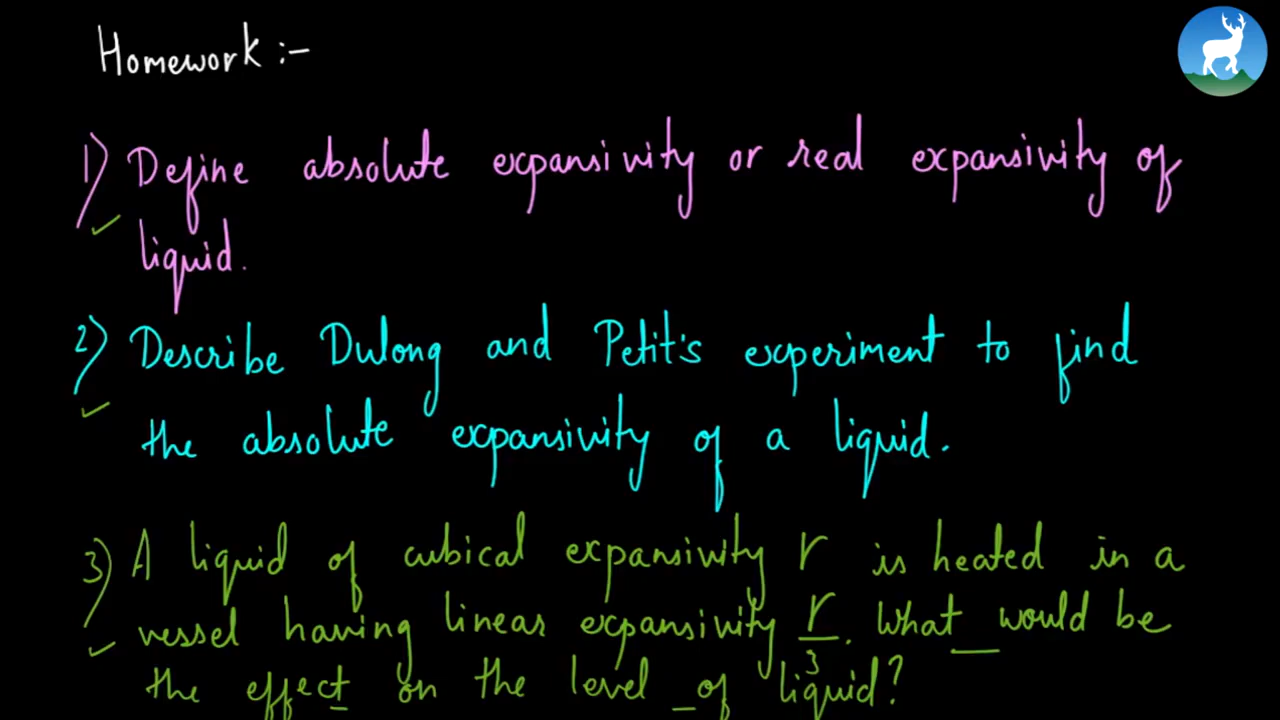 Homework :-
1) Define absolute expansivity or real expansivity of
liquid.
2) Describe Dulong and Petit's experiment to find
the absolute expansivity of a liquid.
3) A liquid of cubical expansivity r is heated in a
vessel having linear expansivity r/3. What would be
the effect on the level of liquid?